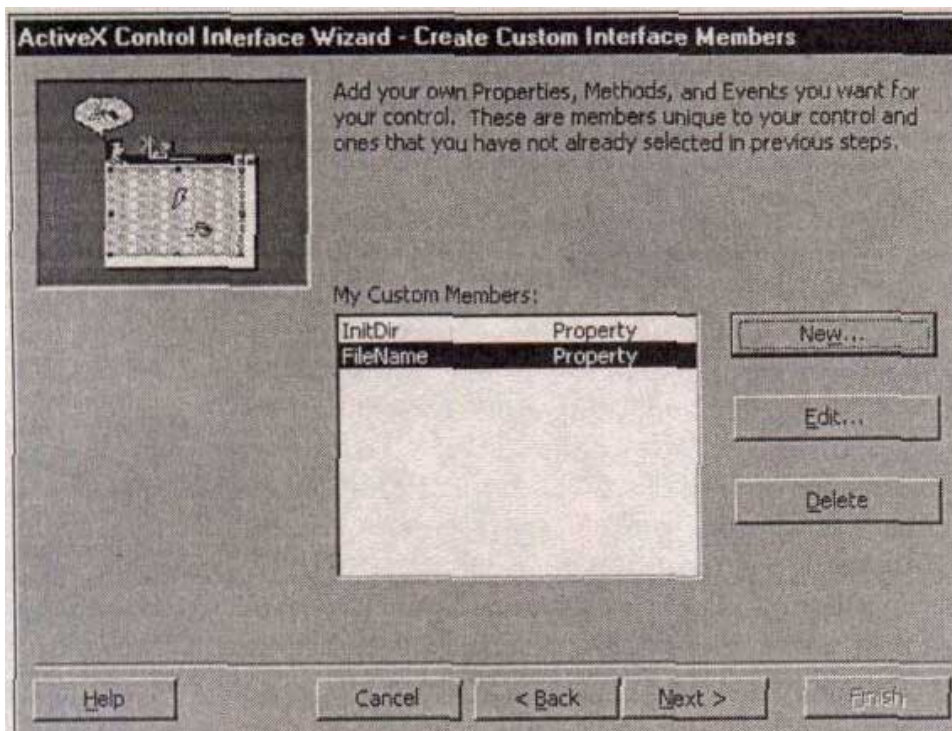 ActiveX Control Interface Wizard - Create Custom Interface Members
Add your own Properties, Methods, and Events you want for
your control. These are members unique to your control and
ones that you have not already selected in previous steps.
My Custom Members:
InitDir Property
FileName Property
New...
Edit...
Delete
Help
Cancel
< Back
Next >
Finish